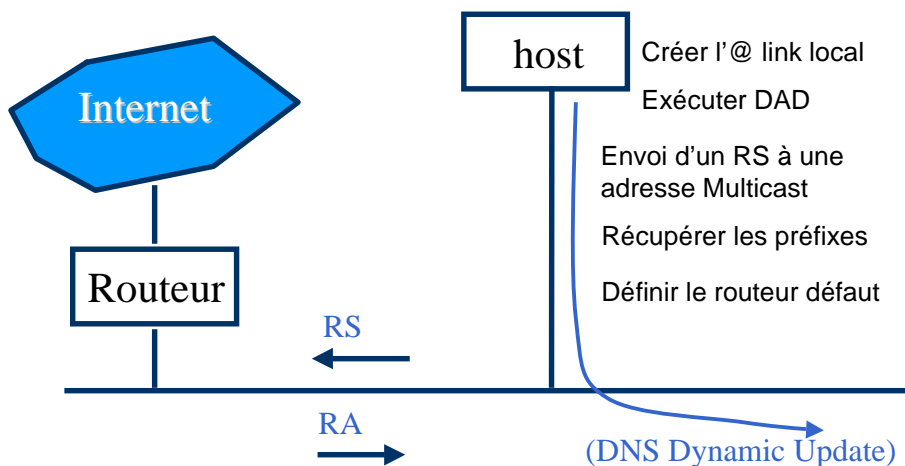 host
Créer l'@ link local
Internet
Exécuter DAD
Envoi d'un RS à une
adresse Multicast
Récupérer les préfixes
Routeur
Définir le routeur défaut
RS
RA
(DNS Dynamic Update)